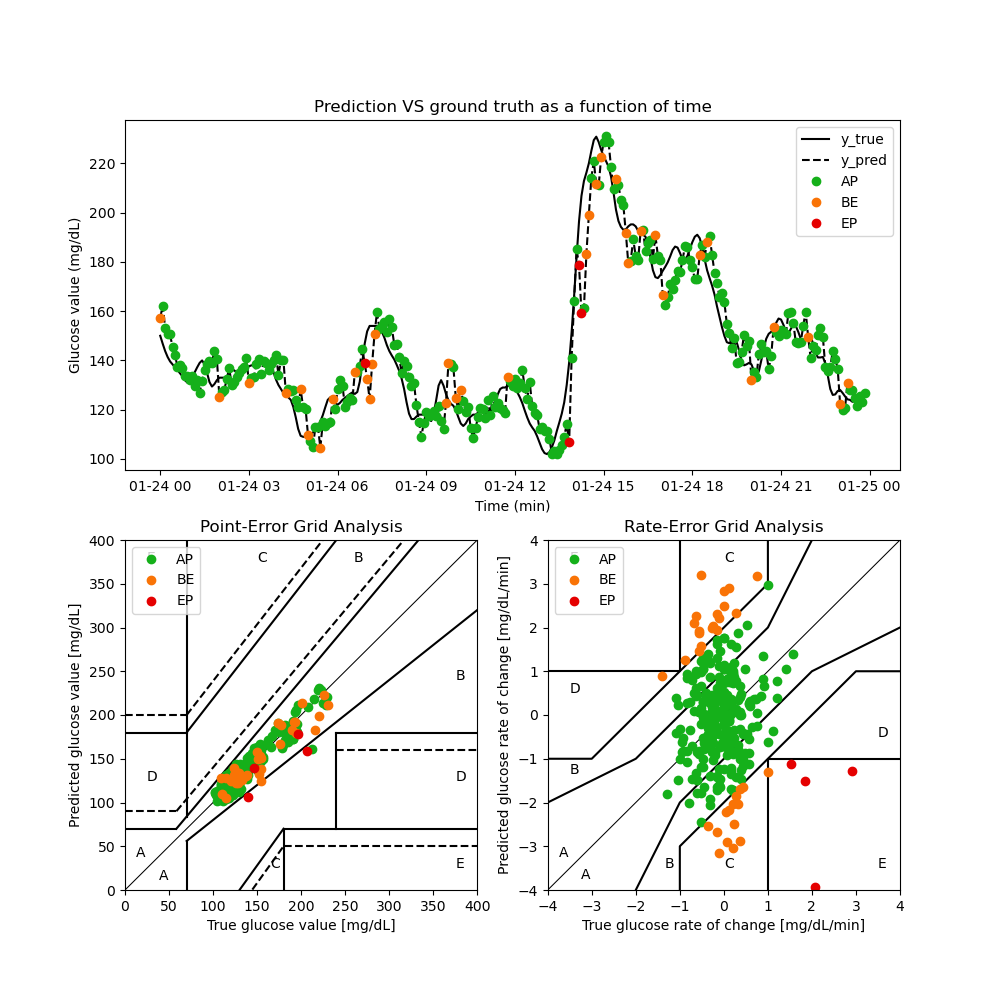 Prediction VS ground truth as a function of time
Glucose value (mg/dL)
220
200
180
160
140
120
100
y_true
y_pred
AP
BE
EP
01-24 00 01-24 03 01-24 06 01-24 09 01-24 12 01-24 15 01-24 18 01-24 21 01-25 00
Time (min)
Point-Error Grid Analysis
Predicted glucose value [mg/dL]
400
350
300
250
200
150
100
50
0
AP
BE
EP
C B
B
D D
A
A
C E
0 50 100 150 200 250 300 350 400
True glucose value [mg/dL]
Rate-Error Grid Analysis
Predicted glucose rate of change [mg/dL/min]
4
3
2
1
0
−1
−2
−3
−4
AP
BE
EP
C
D
D
B
A
A
B C E
−4 −3 −2 −1 0 1 2 3 4
True glucose rate of change [mg/dL/min]